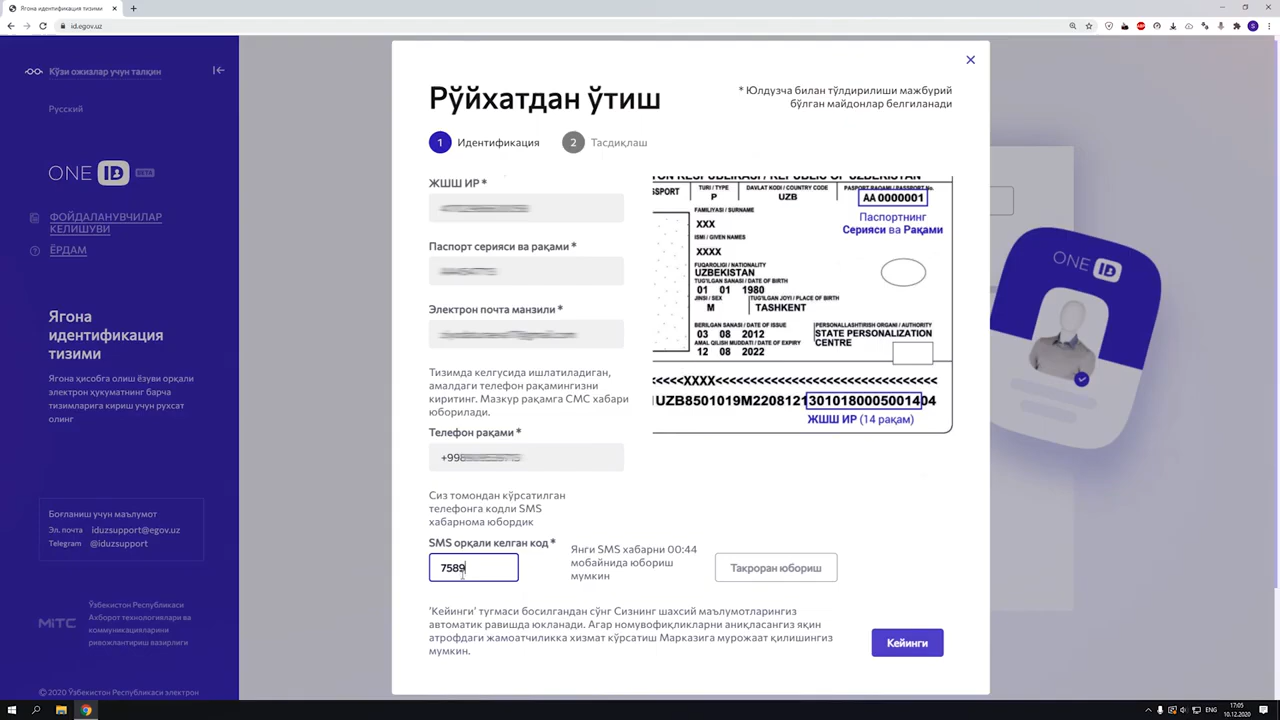 Ягона идентификация тизими
id.egov.uz
Кўзи ожизлар учун талқин
Русский
ONE ID BETA
ФОЙДАЛАНУВЧИЛАР
КЕЛИШУВИ
ЁРДАМ
Ягона
идентификация
тизими
Ягона ҳисобга олиш ёзуви орқали
электрон ҳукуматнинг барча
тизимларига кириш учун рухсат
олинг
Боғланиш учун маълумот
Эл. почта iduzsupport@egov.uz
Telegram @iduzsupport
MITC
Ўзбекистон Республикаси
Ахборот технологиялари ва
коммуникацияларини
ривожлантириш вазирлиги
©2020 Ўзбекистон Республикаси электрон
Рўйхатдан ўтиш
* Юлдузча билан тўлдирилиши мажбурий
бўлган майдонлар белгиланади
1 Идентификация 2 Тасдиқлаш
ЖШШ ИР *
Паспорт серияси ва рақами *
Электрон почта манзили *
Тизимда келгусида ишлатиладиган,
амалдаги телефон рақамингизни
киритинг. Мазкур рақамга СМС хабари
юборилади.
Телефон рақами *
+99
Сиз томондан кўрсатилган
телефонга кодли SMS
хабарнома юбордик
SMS орқали келган код *
7589
Янги SMS хабарни 00:44
мобайнида юбориш
мумкин
Такроран юбориш
'Кейинги' тугмаси босилгандан сўнг Сизнинг шахсий маълумотларингиз
автоматик равишда юкланади. Агар номувофиқликларни аниқласангиз яқин
атрофдаги жамоатчиликка хизмат кўрсатиш Марказига мурожаат қилишингиз
мумкин.
Кейинги
SSPORT
TURI / TYPE
P
DAVLAT KODI / COUNTRY CODE
UZB
PASPORT RAQAMI / PASSPORT No.
AA 0000001
Паспортнинг
Серияси ва Рақами
FAMILIYASI / SURNAME
XXX
ISMI / GIVEN NAMES
XXXX
FUQAROLIGI / NATIONALITY
UZBEKISTAN
TUG'ILGAN SANASI / DATE OF BIRTH
01 01 1980
JINSI / SEX
M
TUG'ILGAN JOYI / PLACE OF BIRTH
TASHKENT
BERILGAN SANASI / DATE OF ISSUE
03 08 2012
PERSONALLASHTIRISH ORGANI / AUTHORITY
STATE PERSONALIZATION
CENTRE
AMAL QILISH MUDDATI / DATE OF EXPIRY
12 08 2022
<<<<XXXX<<<<<<<<<<<<<<<<<<<<<<<<<<
UZB8501019M220812130101800050014​04
ЖШШ ИР (14 рақам)
ONE ID
ENG
17:05
10.12.2020